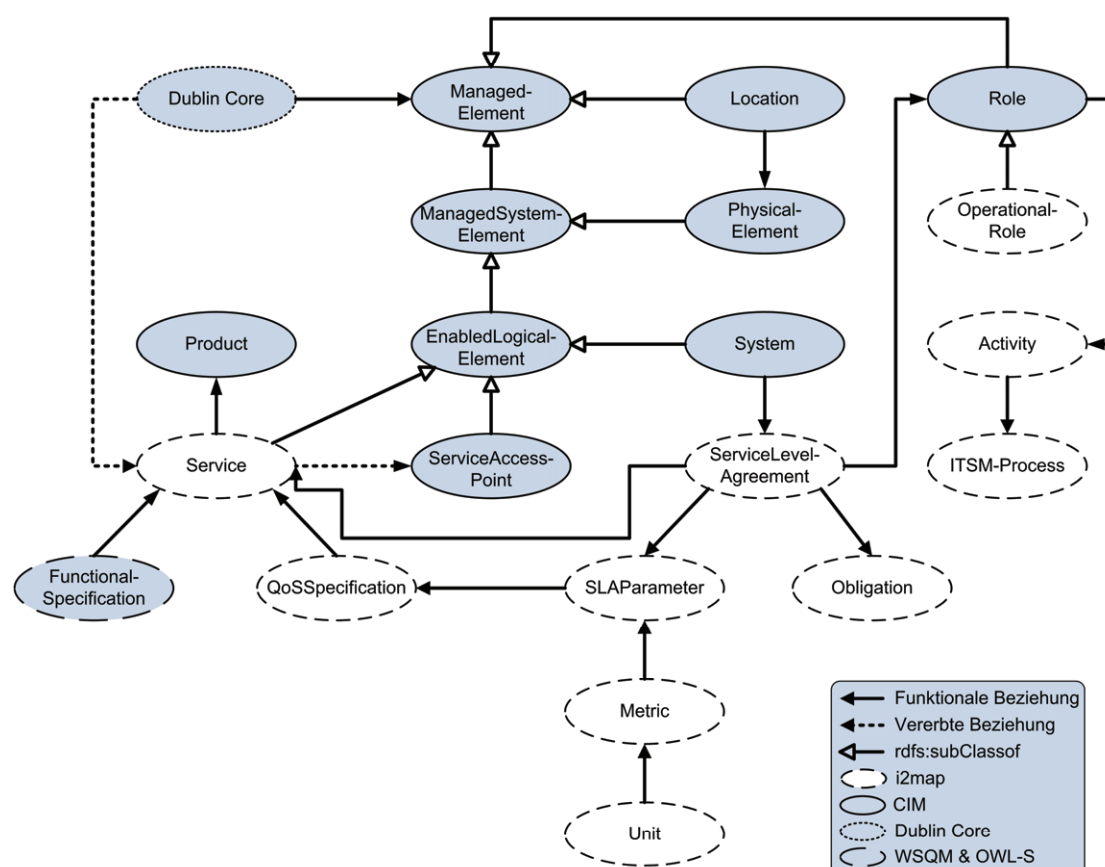 Dublin Core
Managed-
Element
Location
Role
ManagedSystem-
Element
Physical-
Element
Operational-
Role
Product
EnabledLogical-
Element
System
Activity
Service
ServiceAccess-
Point
ServiceLevel-
Agreement
ITSM-Process
Functional-
Specification
QoSSpecification
SLAParameter
Obligation
Metric
Unit
Funktionale Beziehung
Vererbte Beziehung
rdfs:subClassof
i2map
CIM
Dublin Core
WSQM & OWL-S